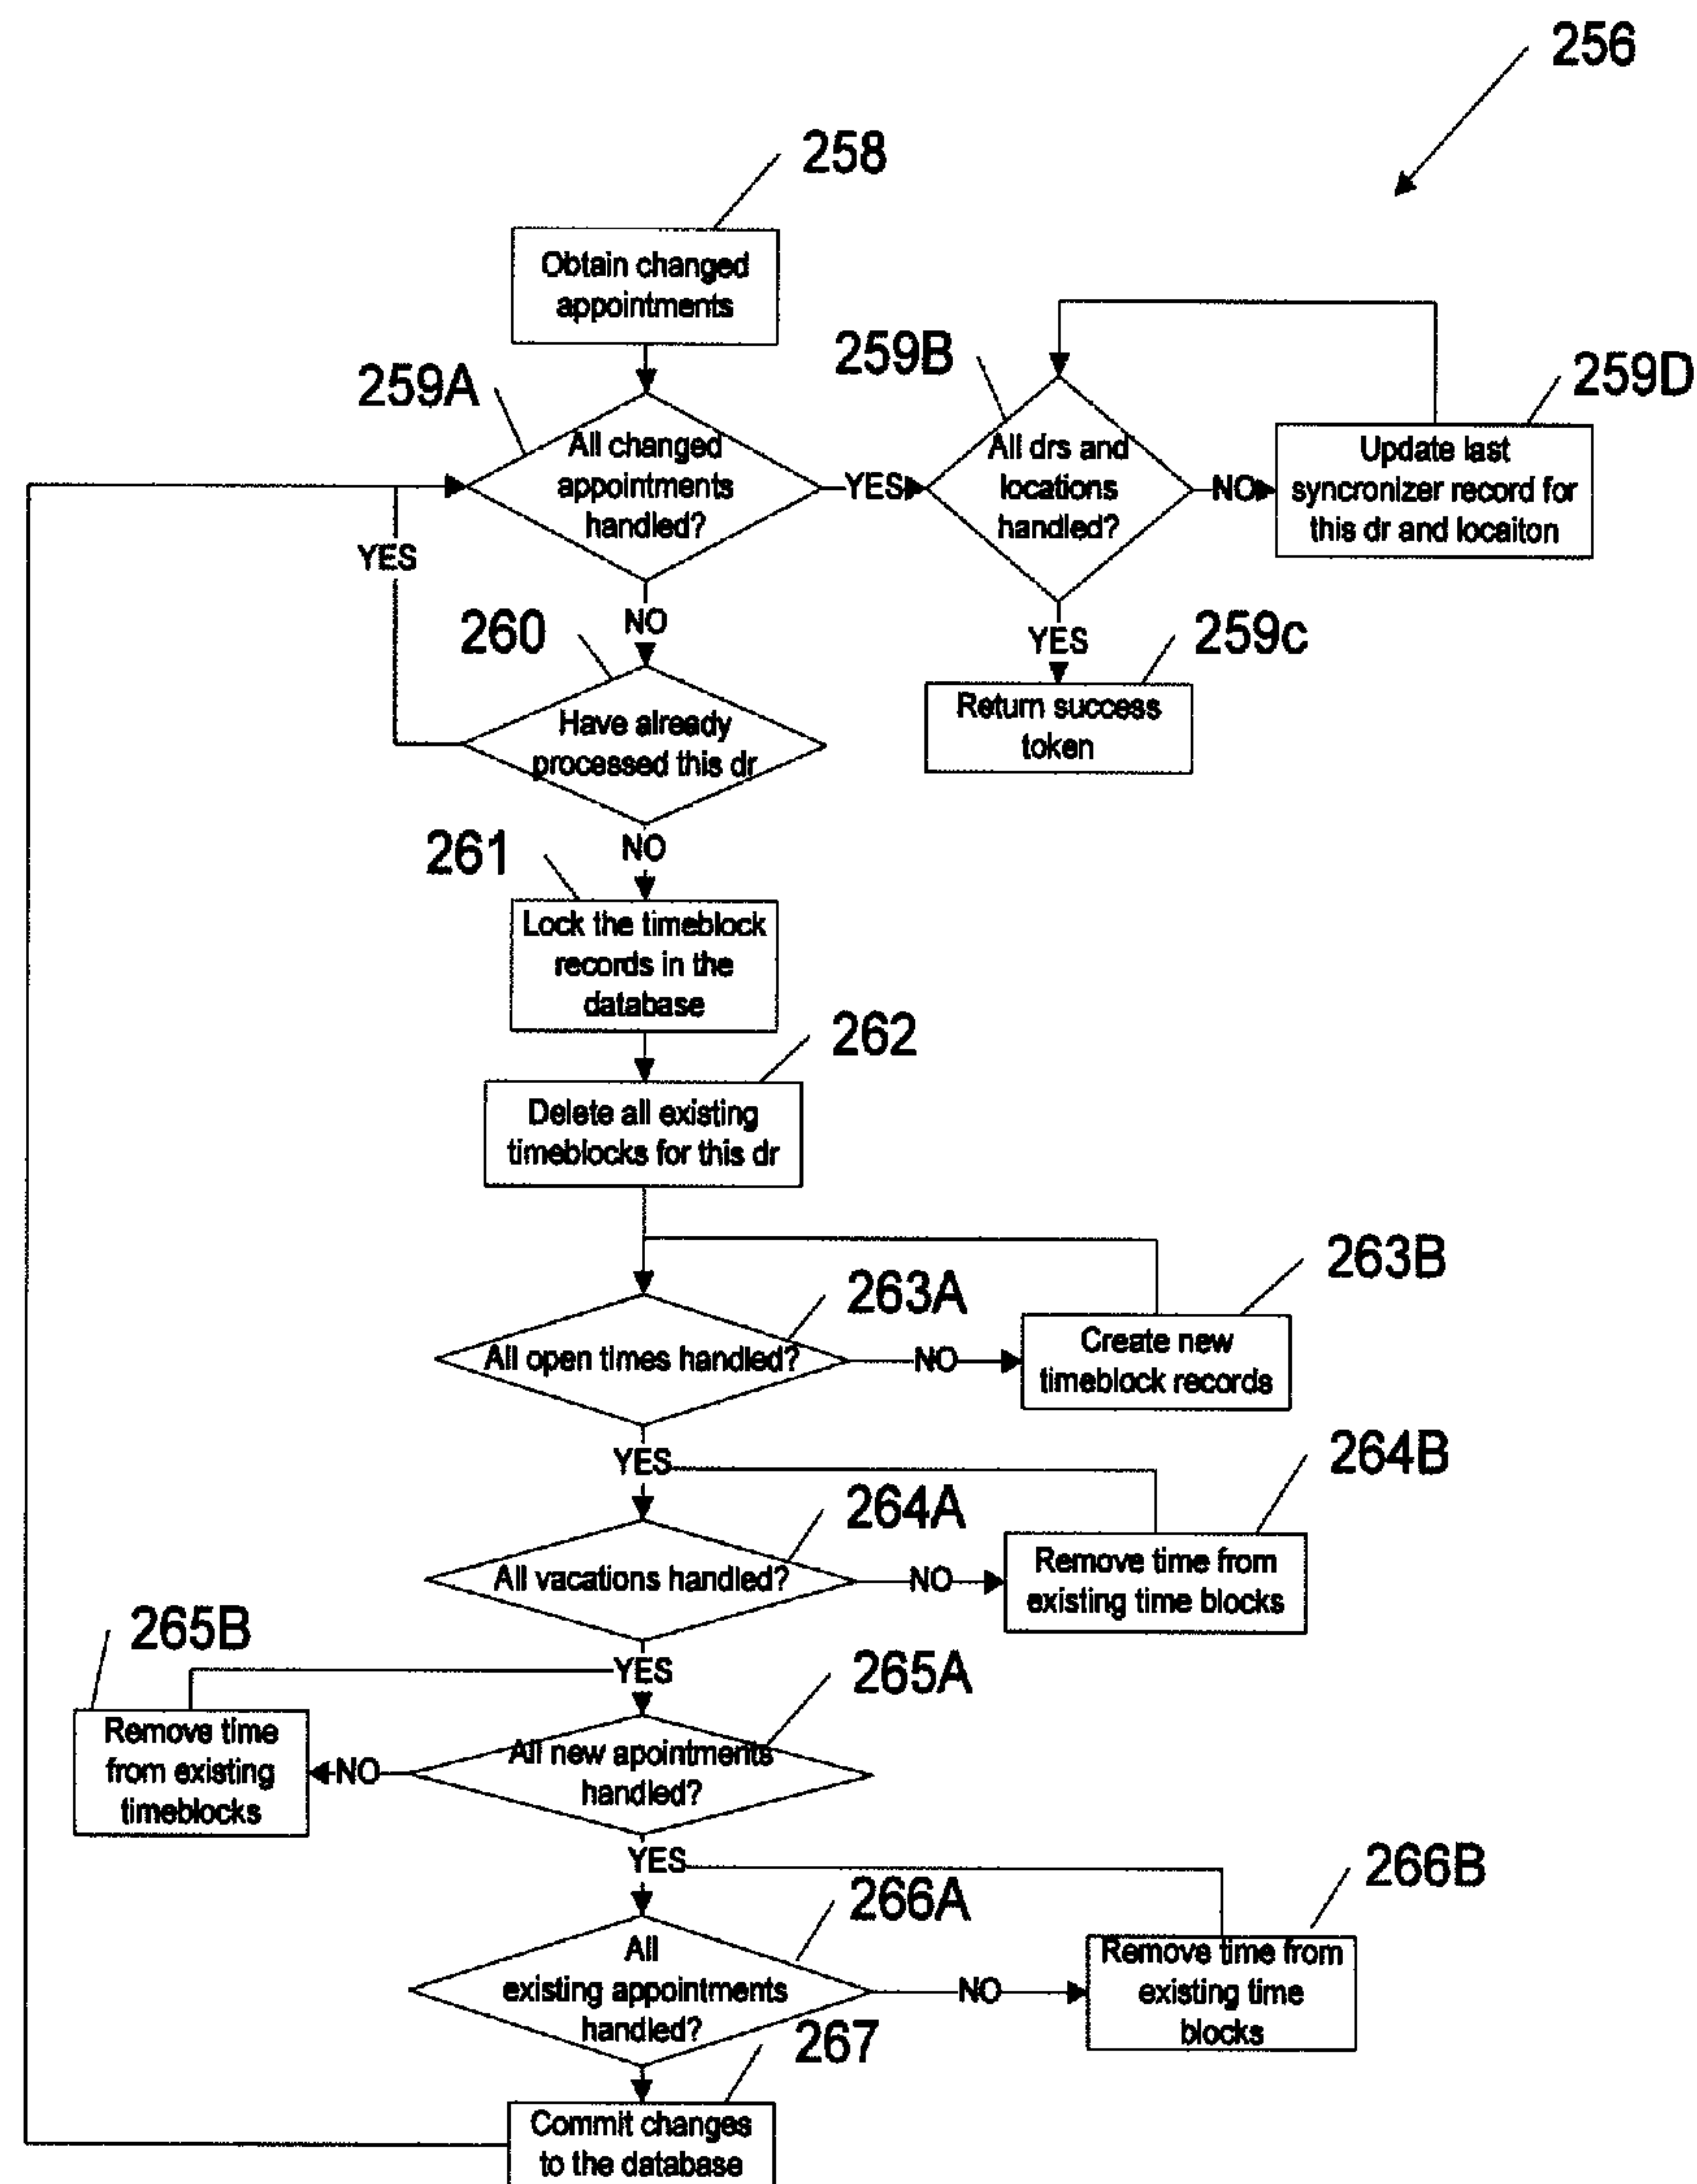 256
258
Obtain changed
appointments
259A
All changed
appointments
handled?
YES
259B
All drs and
locations
handled?
NO
259D
Update last
syncronizer record for
this dr and locaiton
YES
NO
YES
259c
Return success
token
260
Have already
processed this dr
NO
261
Lock the timeblock
records in the
database
262
Delete all existing
timeblocks for this dr
263A
All open times handled?
NO
263B
Create new
timeblock records
YES
264A
All vacations handled?
NO
264B
Remove time from
existing time blocks
YES
265B
Remove time
from existing
timeblocks
NO
265A
All new apointments
handled?
YES
266A
All
existing appointments
handled?
NO
266B
Remove time from
existing time
blocks
267
Commit changes
to the database